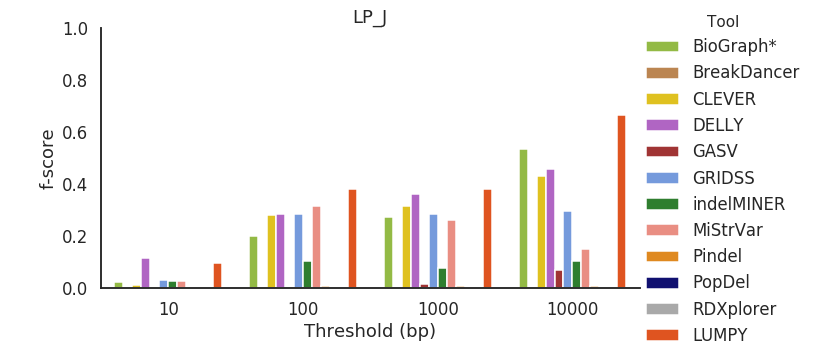 LP_J
1.0
0.8
0.6
0.4
0.2
0.0
f-score
10
100
1000
10000
Threshold (bp)
Tool
BioGraph*
BreakDancer
CLEVER
DELLY
GASV
GRIDSS
indelMINER
MiStrVar
Pindel
PopDel
RDXplorer
LUMPY